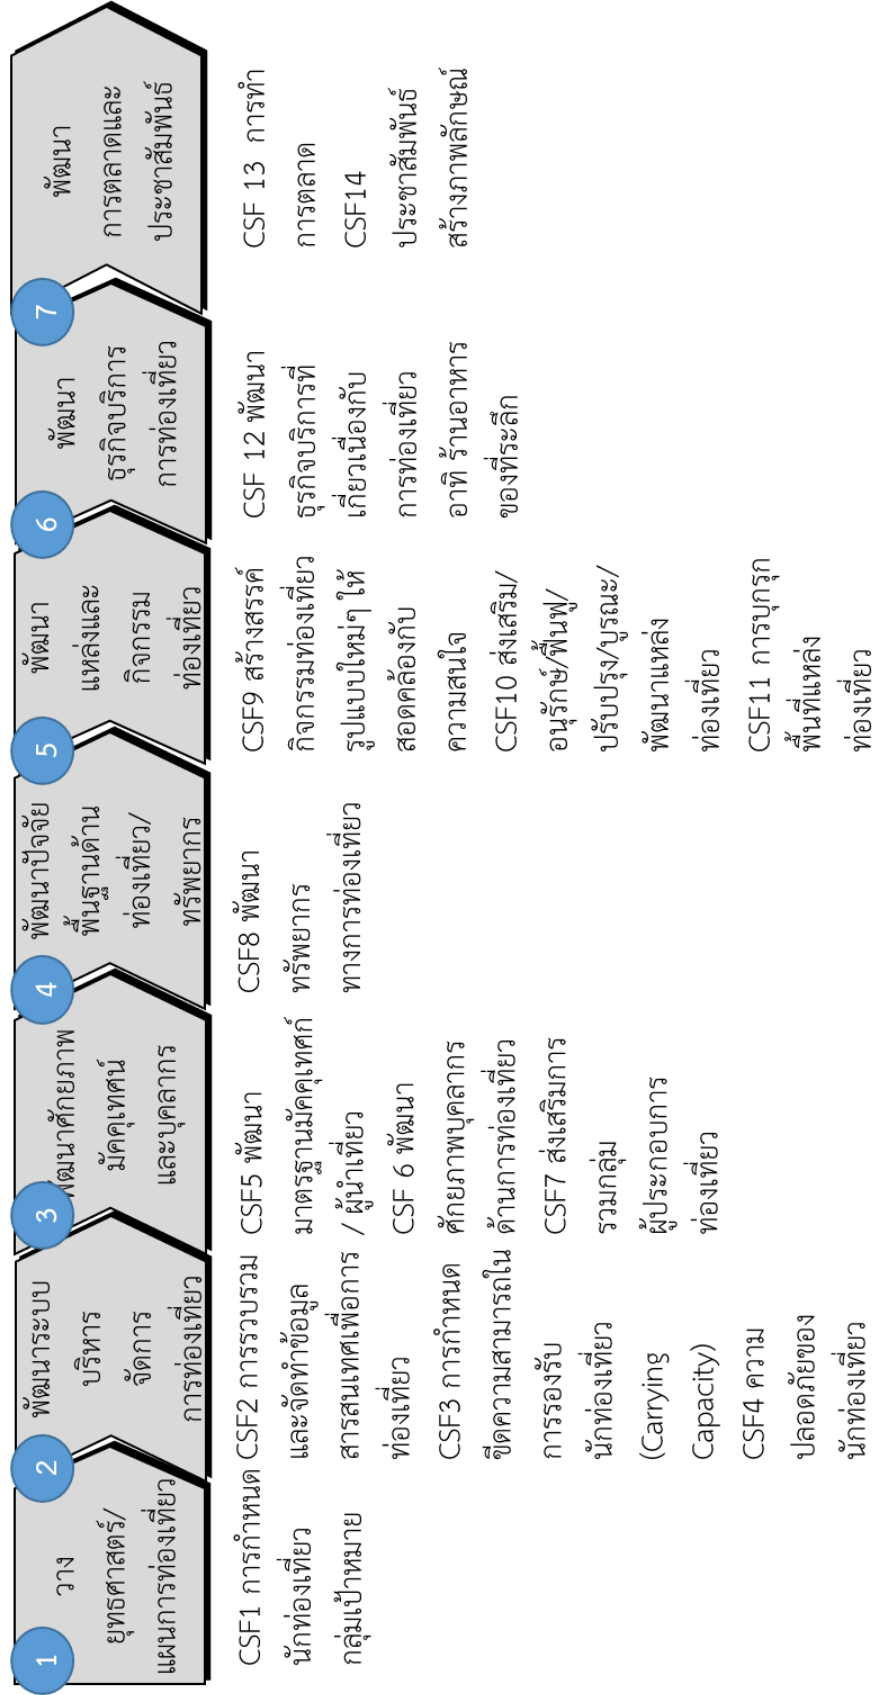 1
วาง
ยุทธศาสตร์/
แผนการท่องเที่ยว
2
พัฒนาระบบ
บริหาร
จัดการ
การท่องเที่ยว
3
พัฒนาศักยภาพ
มัคคุเทศน์
และบุคลากร
4
พัฒนาปัจจัย
พื้นฐานด้าน
ท่องเที่ยว/
ทรัพยากร
5
พัฒนา
แหล่งและ
กิจกรรม
ท่องเที่ยว
6
พัฒนา
ธุรกิจบริการ
การท่องเที่ยว
7
พัฒนา
การตลาดและ
ประชาสัมพันธ์
CSF1 การกำหนด
นักท่องเที่ยว
กลุ่มเป้าหมาย
CSF2 การรวบรวม
และจัดทำข้อมูล
สารสนเทศเพื่อการ
ท่องเที่ยว
CSF3 การกำหนด
ขีดความสามารถใน
การรองรับ
นักท่องเที่ยว
(Carrying
Capacity)
CSF4 ความ
ปลอดภัยของ
นักท่องเที่ยว
CSF5 พัฒนา
มาตรฐานมัคคุเทศก์
/ ผู้นำเที่ยว
CSF 6 พัฒนา
ศักยภาพบุคลากร
ด้านการท่องเที่ยว
CSF7 ส่งเสริมการ
รวมกลุ่ม
ผู้ประกอบการ
ท่องเที่ยว
CSF8 พัฒนา
ทรัพยากร
ทางการท่องเที่ยว
CSF9 สร้างสรรค์
กิจกรรมท่องเที่ยว
รูปแบบใหม่ๆ ให้
สอดคล้องกับ
ความสนใจ
CSF10 ส่งเสริม/
อนุรักษ์/ฟื้นฟู/
ปรับปรุง/บูรณะ/
พัฒนาแหล่ง
ท่องเที่ยว
CSF11 การบุกรุก
พื้นที่แหล่ง
ท่องเที่ยว
CSF 12 พัฒนา
ธุรกิจบริการที่
เกี่ยวเนื่องกับ
การท่องเที่ยว
อาทิ ร้านอาหาร
ของที่ระลึก
CSF 13 การทำ
การตลาด
CSF14
ประชาสัมพันธ์
สร้างภาพลักษณ์